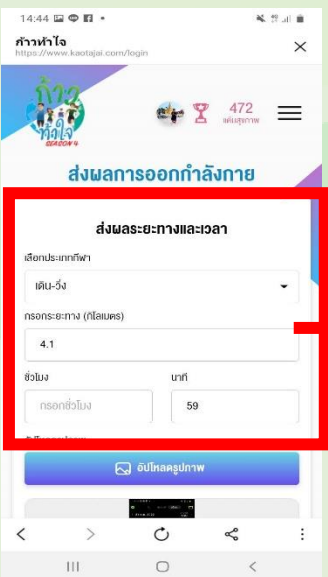 14:44
ก้าวท้าใจ
https://www.kaotajai.com/login
ก้าว
ท้าใจ
SEASON 4
472
แต้มสุขภาพ
ส่งผลการออกกำลังกาย
ส่งผลระยะทางและเวลา
เลือกประเภทกีฬา
เดิน-วิ่ง
กรอกระยะทาง (กิโลเมตร)
4.1
ชั่วโมง นาที
กรอกชั่วโมง 59
อัปโหลดรูปภาพ